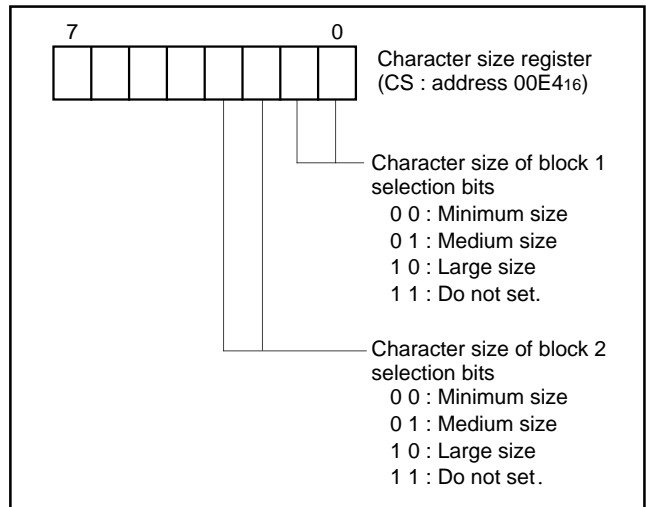 7 0
Character size register
(CS : address 00E4₁₆)
Character size of block 1
selection bits
0 0 : Minimum size
0 1 : Medium size
1 0 : Large size
1 1 : Do not set.
Character size of block 2
selection bits
0 0 : Minimum size
0 1 : Medium size
1 0 : Large size
1 1 : Do not set.